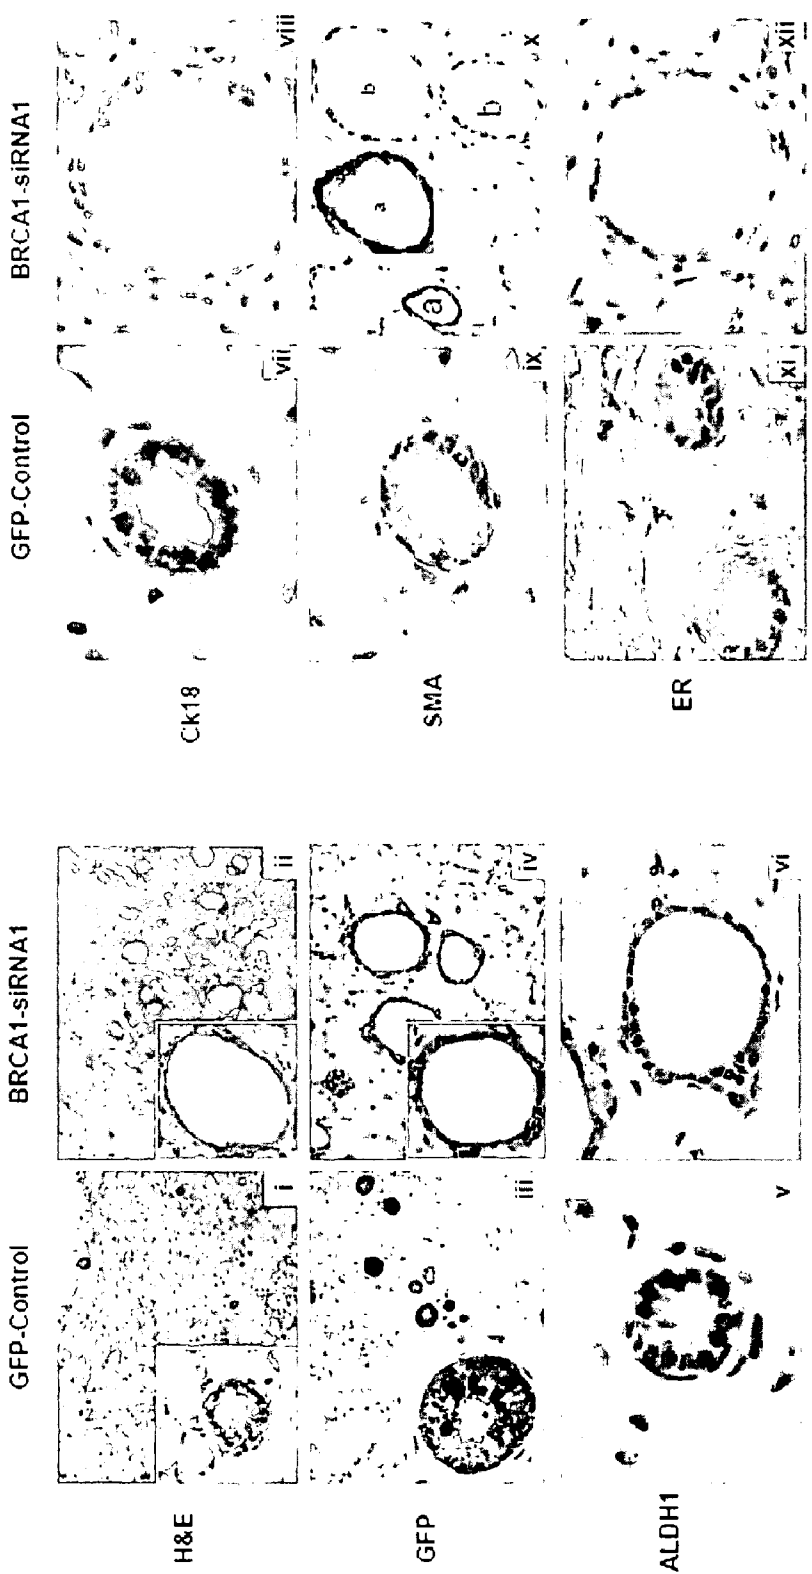 GFP-Control BRCA1-siRNA1 GFP-Control BRCA1-siRNA1
H&E i ii Ck18 vii viii
GFP iii iv SMA ix a a b b x
ALDH1 v vi ER xi xii